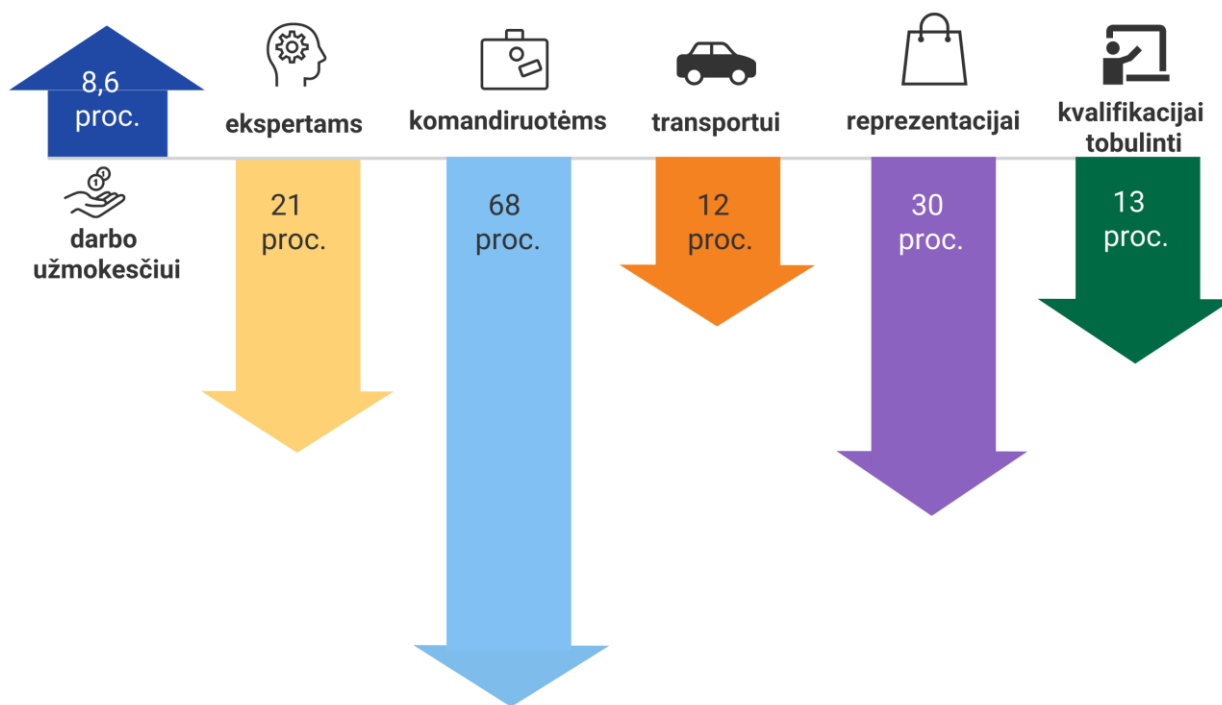 8,6
proc.
darbo
užmokesčiui
ekspertams
21
proc.
komandiruotėms
68
proc.
transportui
12
proc.
reprezentacijai
30
proc.
kvalifikacijai
tobulinti
13
proc.